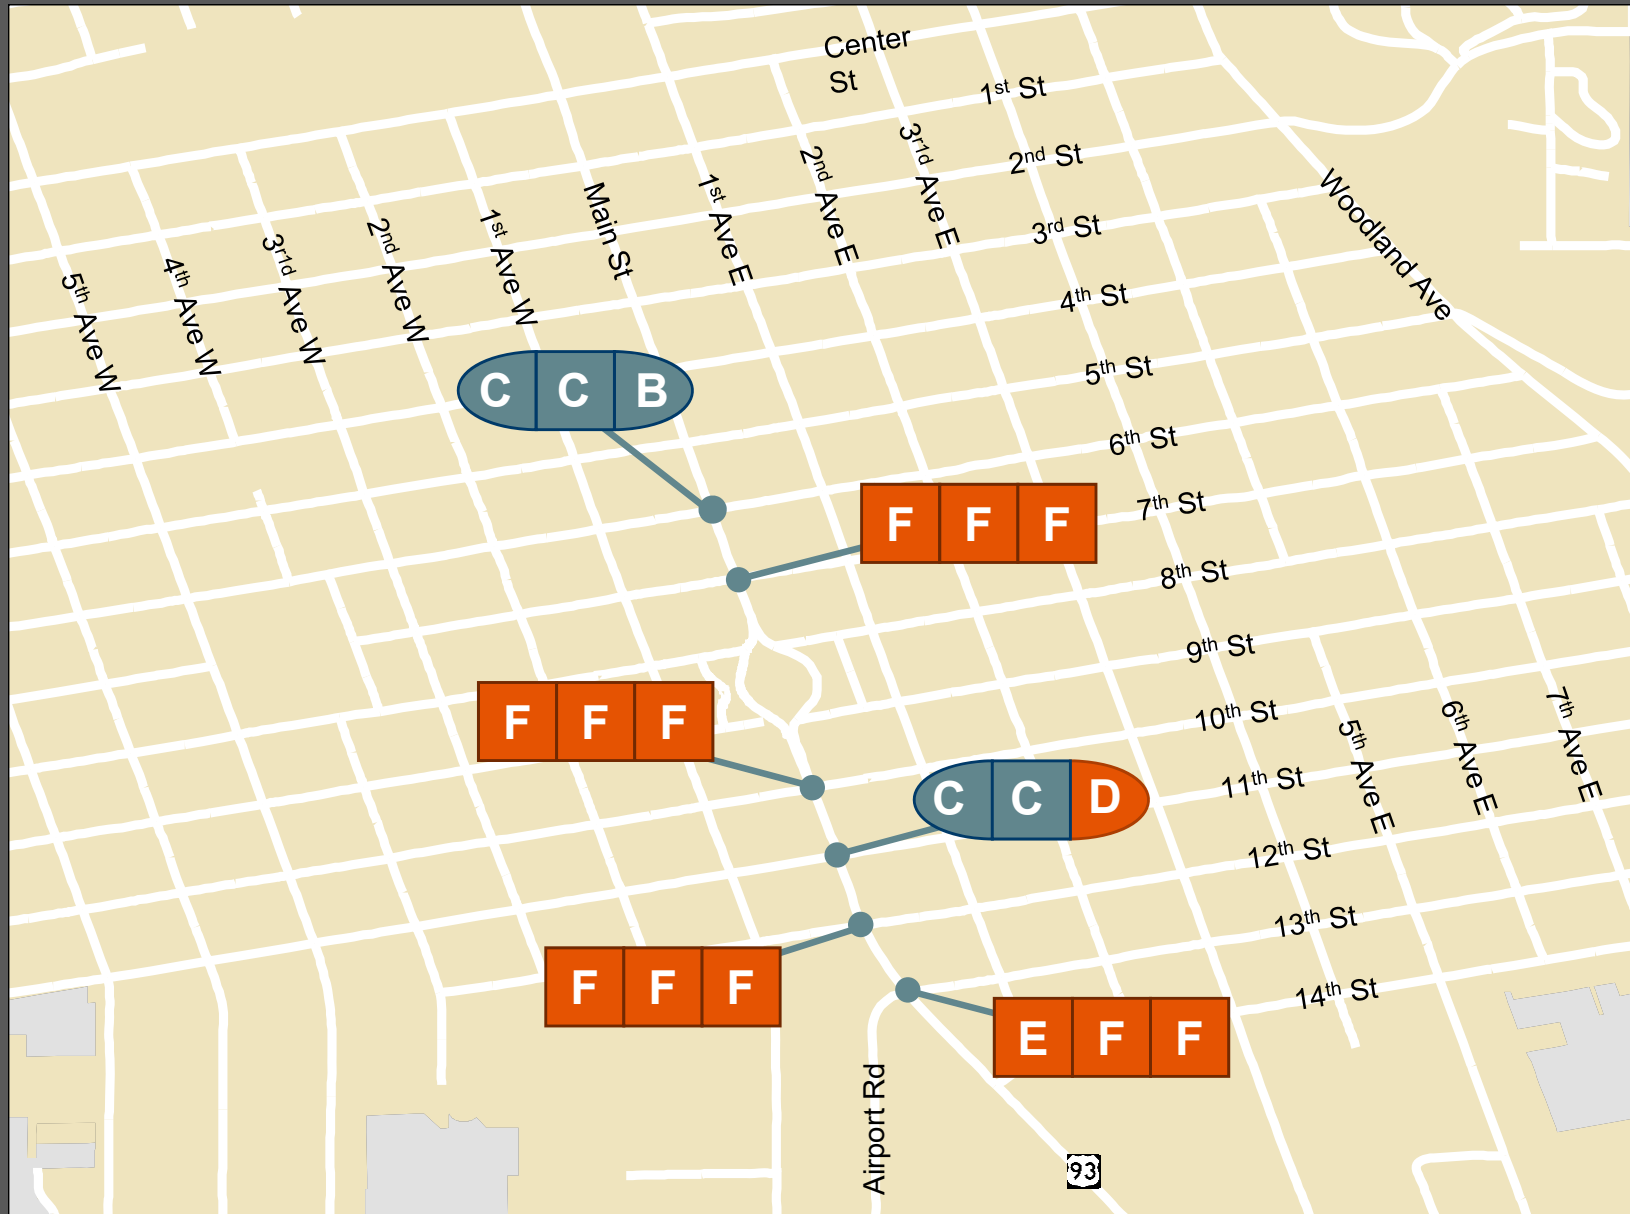 Center
St
1st St
2nd St
3rd St
4th St
5th St
6th St
7th St
8th St
9th St
10th St
11th St
12th St
13th St
14th St
5th Ave W
4th Ave W
3r1d Ave W
2nd Ave W
1st Ave W
Main St
1st Ave E
2nd Ave E
3r1d Ave E
Woodland Ave
C C B
F F F
F F F
C C D
F F F
E F F
5th Ave E
6th Ave E
7th Ave E
Airport Rd
93